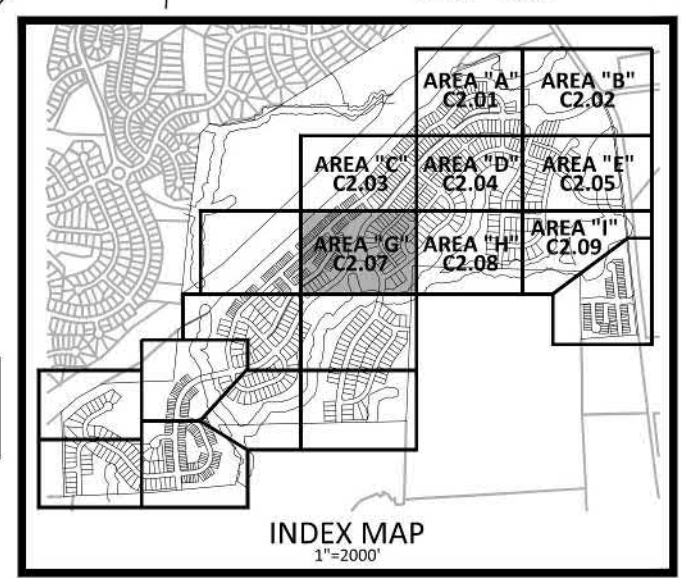 AREA "A"
C2.01
AREA "B"
C2.02
AREA "C"
C2.03
AREA "D"
C2.04
AREA "E"
C2.05
AREA "G"
C2.07
AREA "H"
C2.08
AREA "I"
C2.09
INDEX MAP
1"=2000'